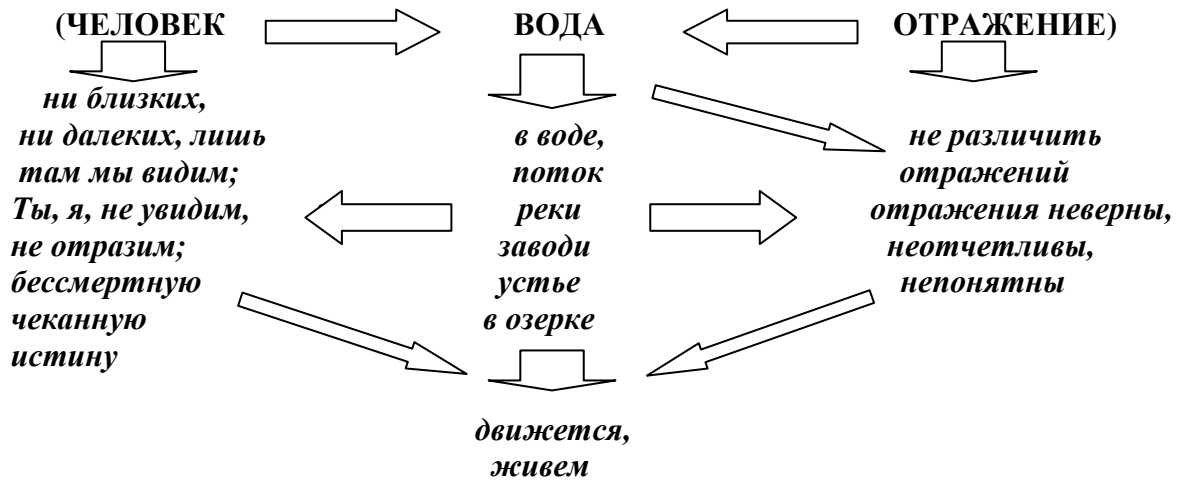 (ЧЕЛОВЕК ВОДА ОТРАЖЕНИЕ)
ни близких,
ни далеких, лишь
там мы видим;
Ты, я, не увидим,
не отразим;
бессмертную
чеканную
истину
в воде,
поток
реки
заводи
устье
в озерке
не различить
отражений
отражения неверны,
неотчетливы,
непонятны
движется,
живем